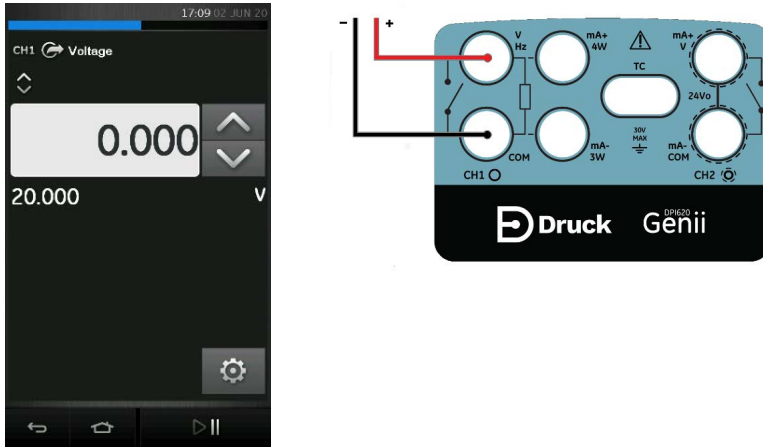 17:09 02 JUN 20
CH1 Voltage
0.000
20.000 V
− +
V
Hz
mA+
4W
TC
mA+
V
24Vo
30V
MAX
COM
mA-
3W
mA-
COM
CH1
CH2
Druck
DPI620
Genii